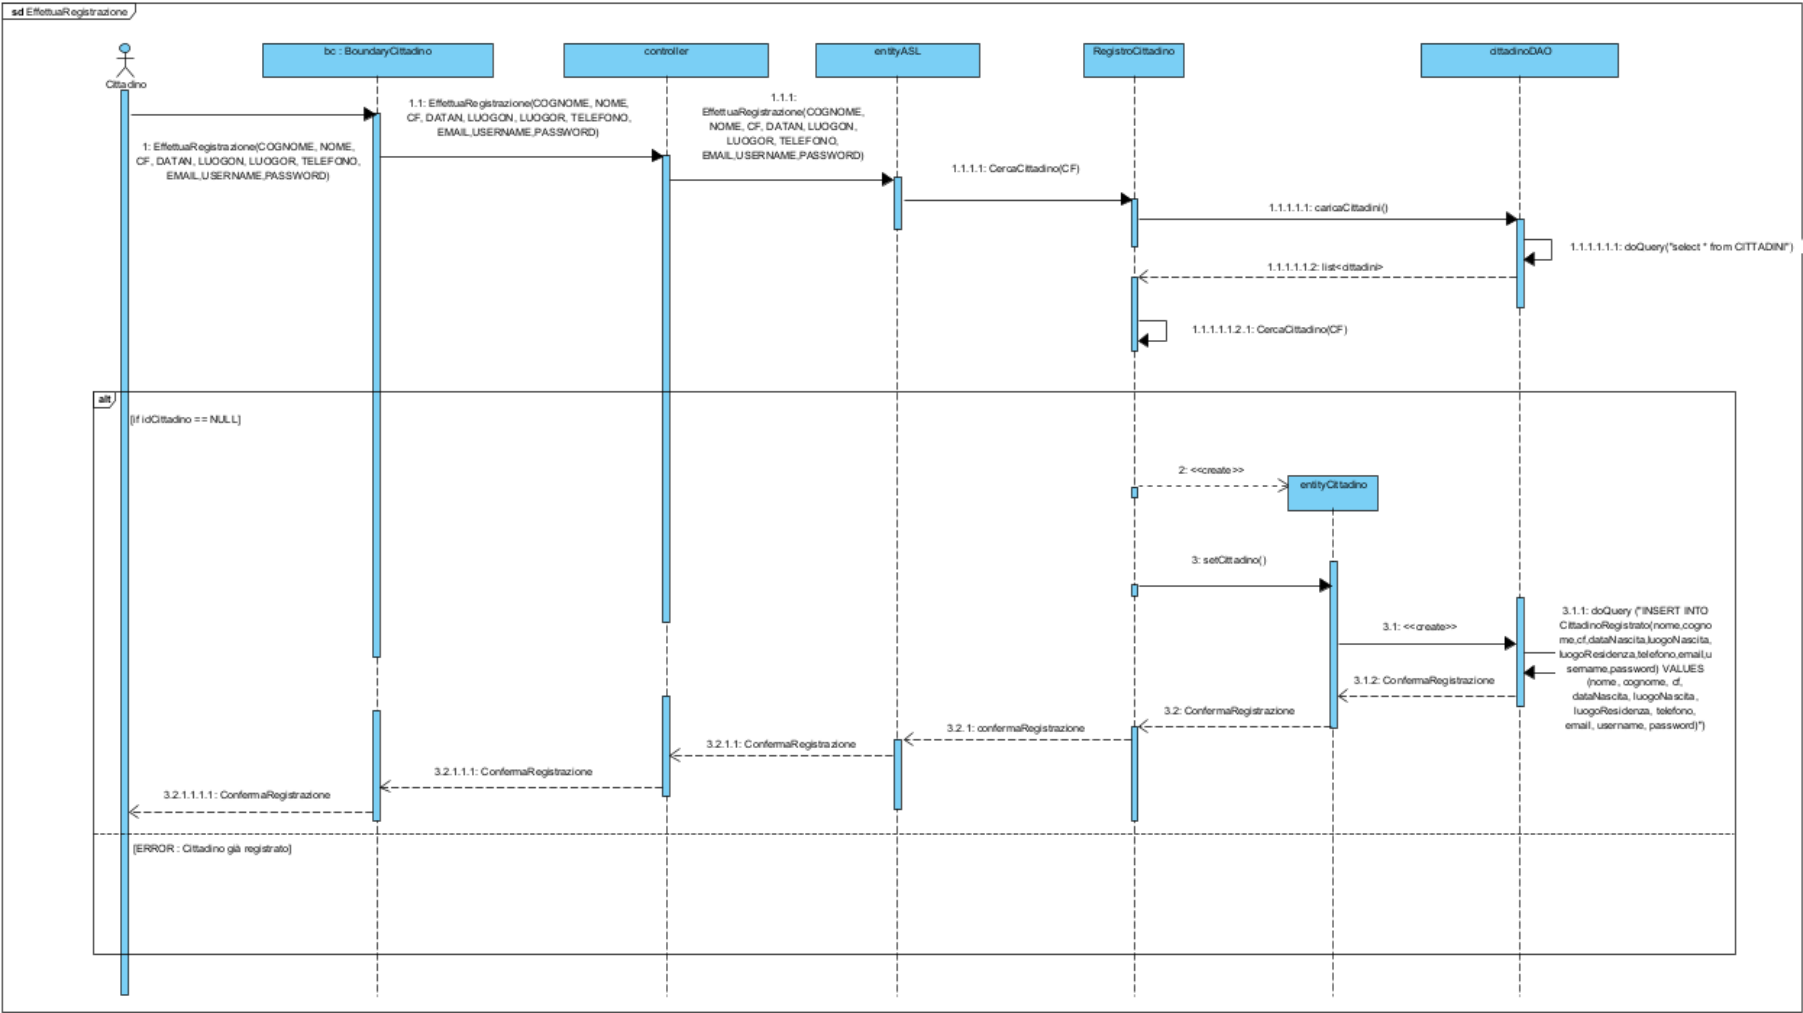 sd EffettuaRegistrazione
Cittadino
bc : BoundaryCittadino
controller
entityASL
RegistroCittadino
cittadinoDAO
1: EffettuaRegistrazione(COGNOME, NOME,
CF, DATAN, LUOGON, LUOGOR, TELEFONO,
EMAIL,USERNAME,PASSWORD)
1.1: EffettuaRegistrazione(COGNOME, NOME,
CF, DATAN, LUOGON, LUOGOR, TELEFONO,
EMAIL,USERNAME,PASSWORD)
1.1.1:
EffettuaRegistrazione(COGNOME,
NOME, CF, DATAN, LUOGON,
LUOGOR, TELEFONO,
EMAIL,USERNAME,PASSWORD)
1.1.1.1: CercaCittadino(CF)
1.1.1.1.1: caricaCittadini()
1.1.1.1.1.1: doQuery("select * from CITTADINI")
1.1.1.1.1.2: list<cittadini>
1.1.1.1.1.2.1: CercaCittadino(CF)
alt
[if idCittadino == NULL]
2: <<create>>
entityCittadino
3: setCittadino()
3.1: <<create>>
3.1.1: doQuery ("INSERT INTO
CittadinoRegistrato(nome,cogno
me,cf,dataNascita,luogoNascita,
luogoResidenza,telefono,email,u
sername,password) VALUES
(nome, cognome, cf,
dataNascita, luogoNascita,
luogoResidenza, telefono,
email, username, password)")
3.1.2: ConfermaRegistrazione
3.2: ConfermaRegistrazione
3.2.1: confermaRegistrazione
3.2.1.1: ConfermaRegistrazione
3.2.1.1.1: ConfermaRegistrazione
3.2.1.1.1.1: ConfermaRegistrazione
[ERROR : Cittadino già registrato]